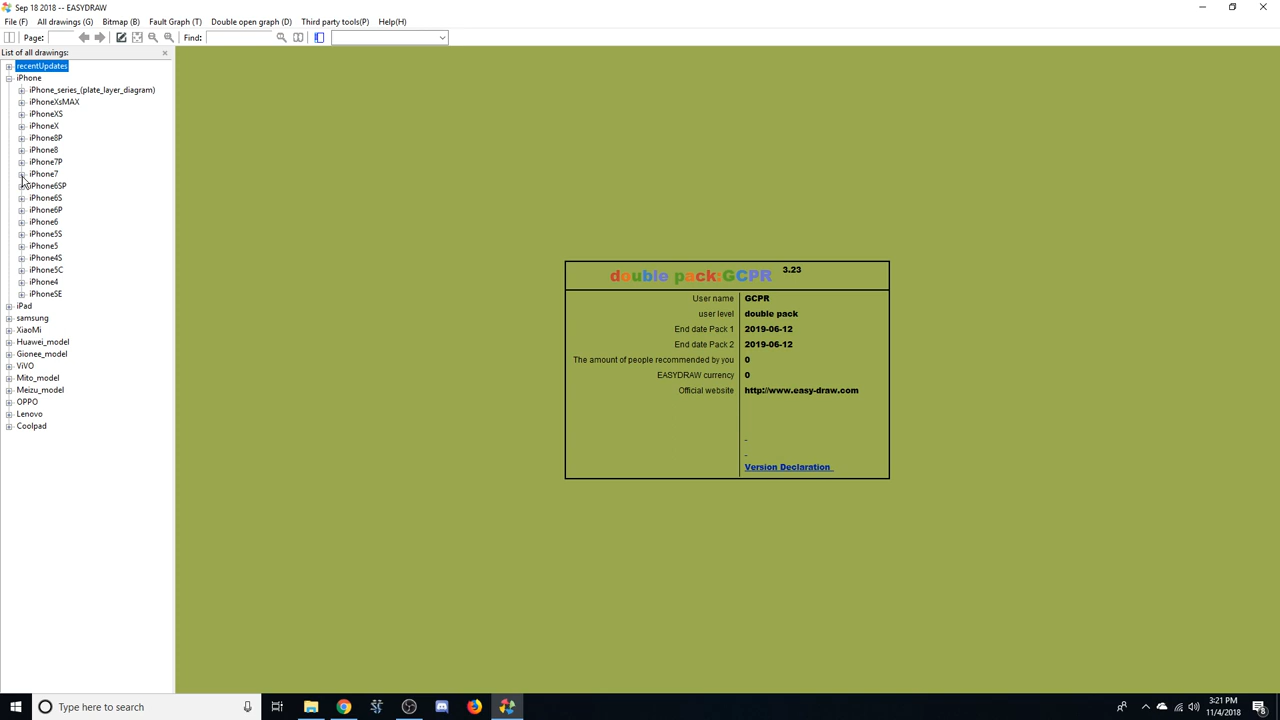 Sep 18 2018 -- EASYDRAW
File (F) All drawings (G) Bitmap (B) Fault Graph (T) Double open graph (D) Third party tools(P) Help(H)
Page: Find:
List of all drawings:
recentUpdates
iPhone
iPhone_series_(plate_layer_diagram)
iPhoneXsMAX
iPhoneXS
iPhoneX
iPhone8P
iPhone8
iPhone7P
iPhone7
iPhone6SP
iPhone6S
iPhone6P
iPhone6
iPhone5S
iPhone5
iPhone4S
iPhone5C
iPhone4
iPhoneSE
iPad
samsung
XiaoMi
Huawei_model
Gionee_model
ViVO
Mito_model
Meizu_model
OPPO
Lenovo
Coolpad
double pack:GCPR 3.23
User name GCPR
user level double pack
End date Pack 1 2019-06-12
End date Pack 2 2019-06-12
The amount of people recommended by you 0
EASYDRAW currency 0
Official website http://www.easy-draw.com
-
-
Version Declaration
Type here to search
3:21 PM
11/4/2018
8